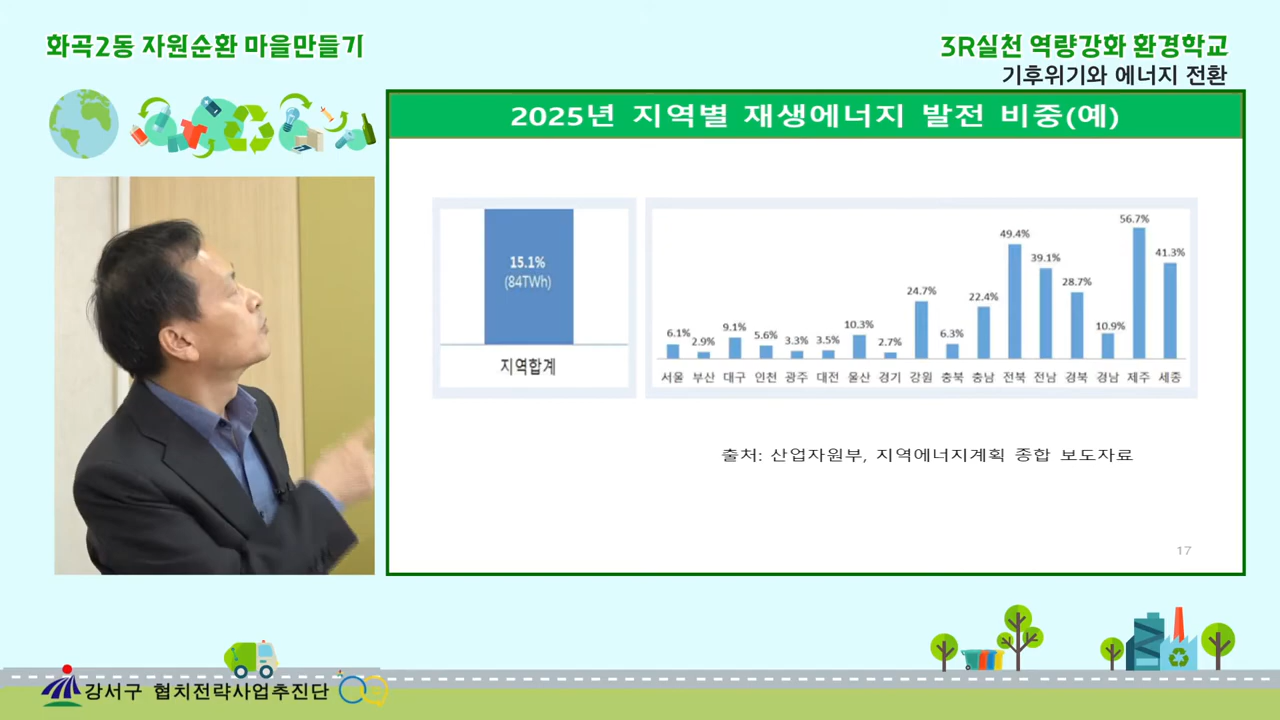 화곡2동 자원순환 마을만들기
3R실천 역량강화 환경학교
기후위기와 에너지 전환
2025년 지역별 재생에너지 발전 비중(예)
15.1%
(84TWh)
지역합계
6.1% 2.9% 9.1% 5.6% 3.3% 3.5% 10.3% 2.7% 24.7% 6.3% 22.4% 49.4% 39.1% 28.7% 10.9% 56.7% 41.3%
서울 부산 대구 인천 광주 대전 울산 경기 강원 충북 충남 전북 전남 경북 경남 제주 세종
출처: 산업자원부, 지역에너지계획 종합 보도자료
17
강서구 협치전략사업추진단